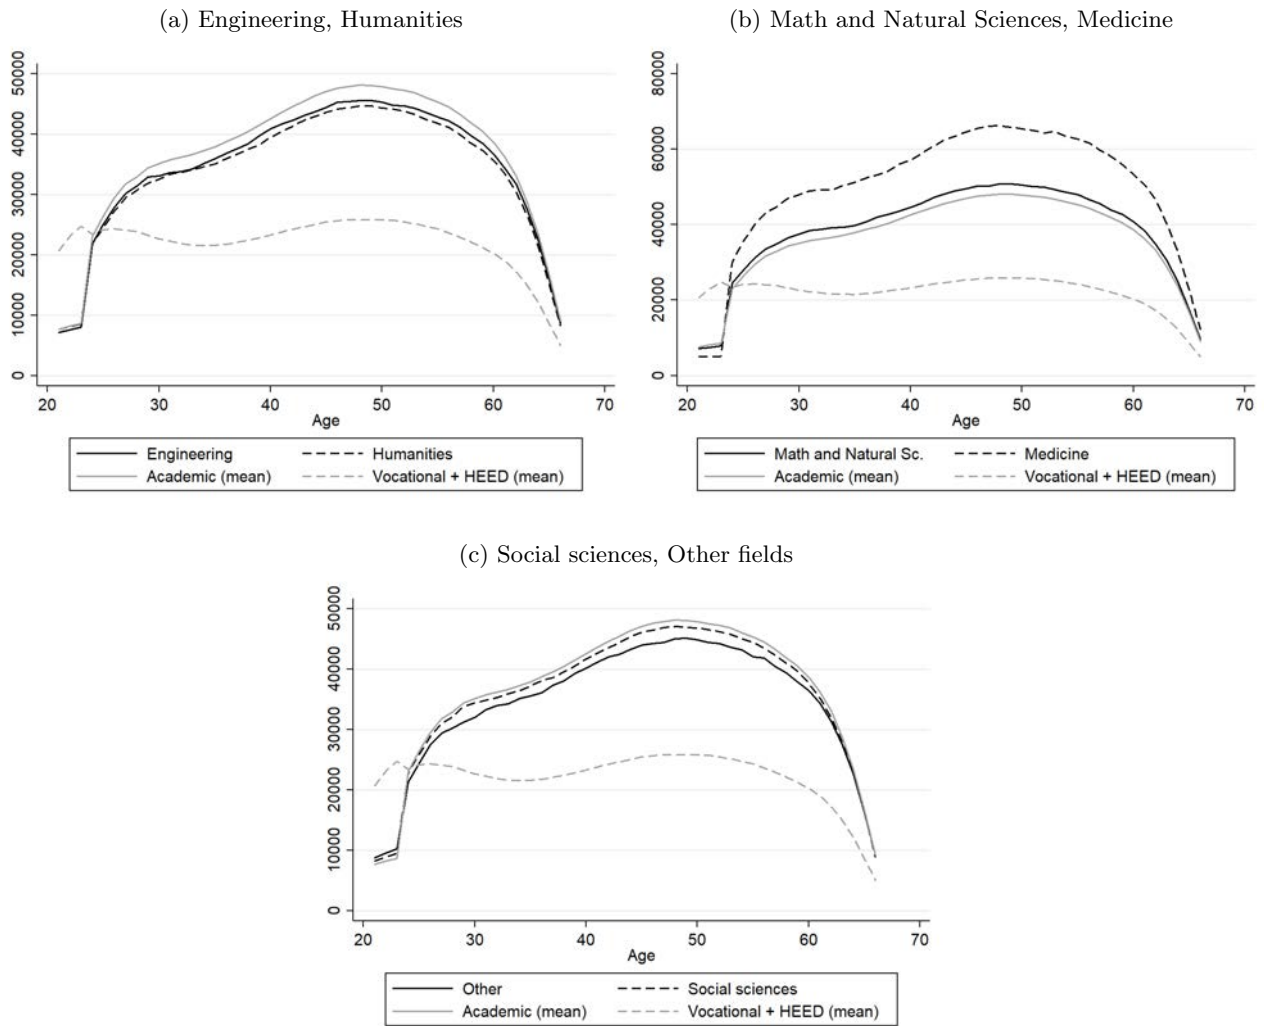 (a) Engineering, Humanities
50000
40000
30000
20000
10000
0
20 30 40 50 60 70
Age
Engineering Humanities
Academic (mean) Vocational + HEED (mean)
(b) Math and Natural Sciences, Medicine
80000
60000
40000
20000
0
20 30 40 50 60 70
Age
Math and Natural Sc. Medicine
Academic (mean) Vocational + HEED (mean)
(c) Social sciences, Other fields
50000
40000
30000
20000
10000
0
20 30 40 50 60 70
Age
Other Social sciences
Academic (mean) Vocational + HEED (mean)